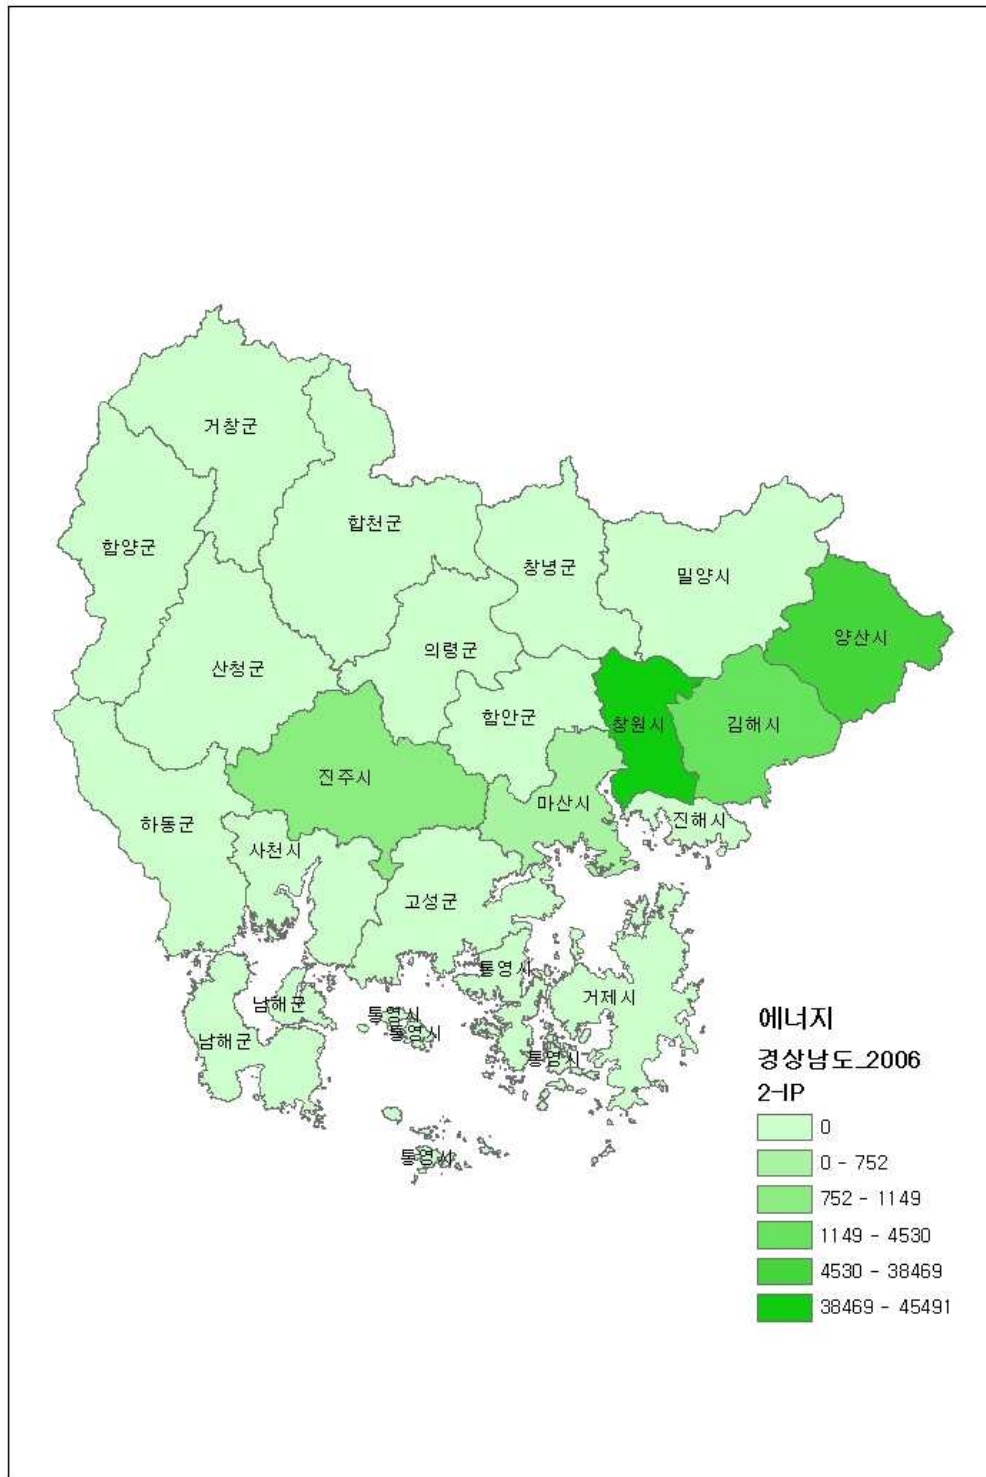 거창군
합천군
함양군
창녕군
밀양시
양산시
의령군
산청군
함안군
창원시
김해시
진주시
마산시
진해시
하동군
사천시
고성군
통영시
거제시
남해군
통영시
통영시
남해군
통영시
통영시
에너지
경상남도_2006
2-IP
0
0 - 752
752 - 1149
1149 - 4530
4530 - 38469
38469 - 45491